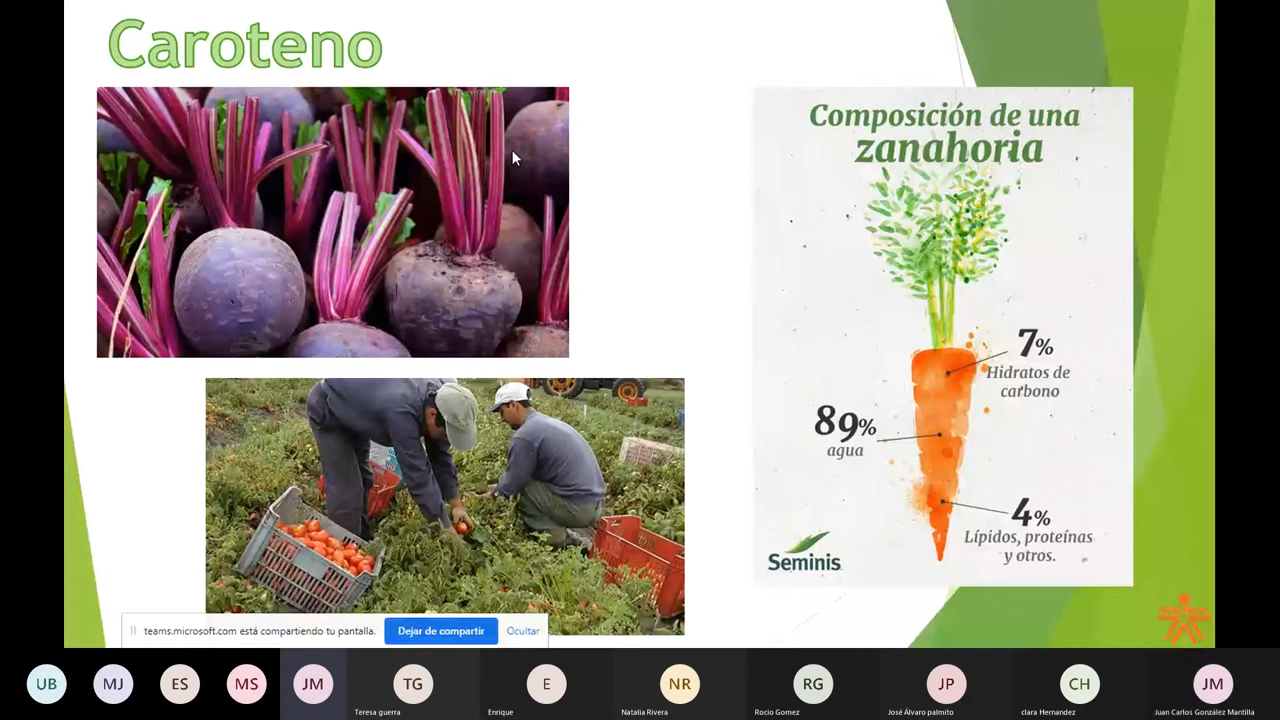 Caroteno
Composición de una
zanahoria
7%
Hidratos de
carbono
89%
agua
4%
Lípidos, proteínas
y otros.
Seminis
teams.microsoft.com está compartiendo tu pantalla.
Dejar de compartir
Ocultar
UB
MJ
ES
MS
JM
TG
E
NR
RG
JP
CH
JM
Teresa guerra
Enrique
Natalia Rivera
Rocio Gomez
José Álvaro palmito
clara Hernandez
Juan Carlos González Mantilla